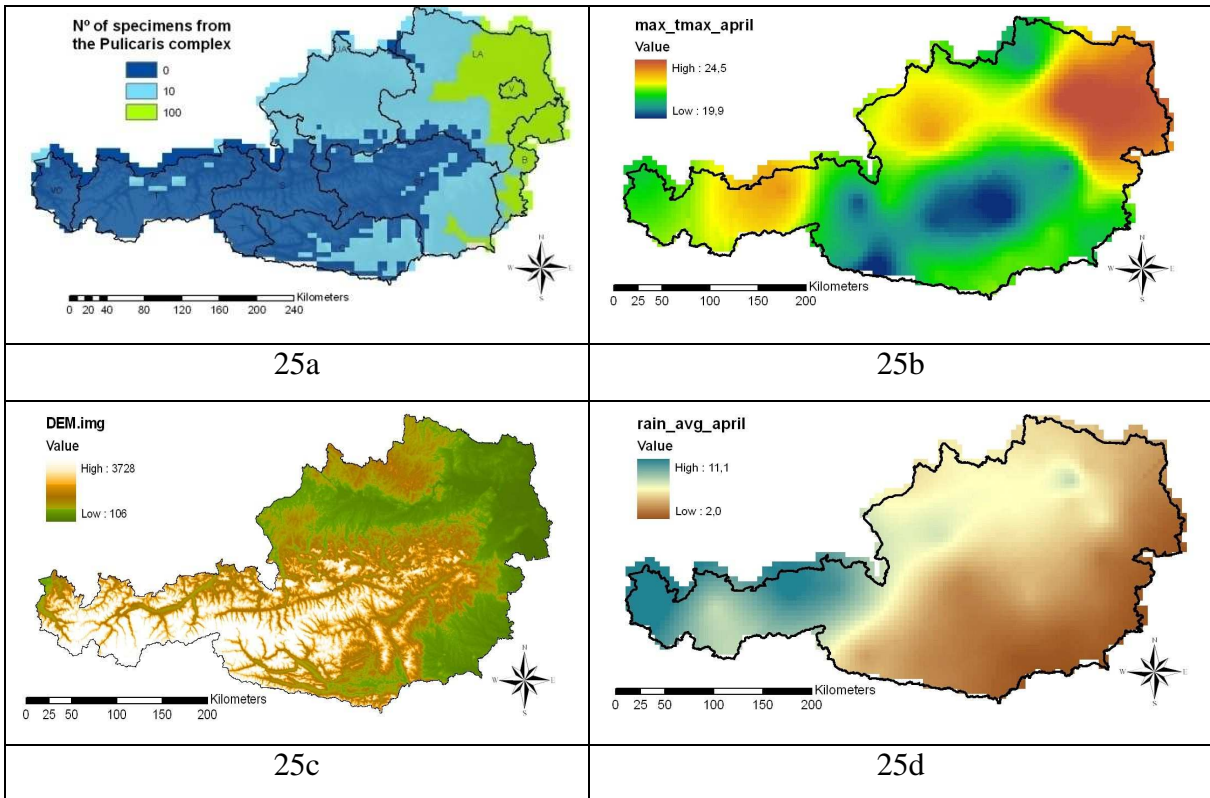 Nº of specimens from
the Pulicaris complex
0
10
100
UA
LA
V
B
VO
T
T
N
W E
S
Kilometers
0 20 40 80 120 160 200 240
25a
max_tmax_april
Value
High : 24,5
Low : 19,9
N
W E
S
Kilometers
0 25 50 100 150 200
25b
DEM.img
Value
High : 3728
Low : 106
N
W E
S
Kilometers
0 25 50 100 150 200
25c
rain_avg_april
Value
High : 11,1
Low : 2,0
N
W E
S
Kilometers
0 25 50 100 150 200
25d